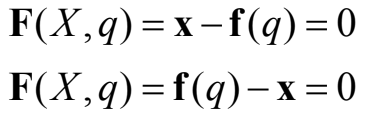 F(X,q) = x − f(q) = 0
F(X,q) = f(q) − x = 0